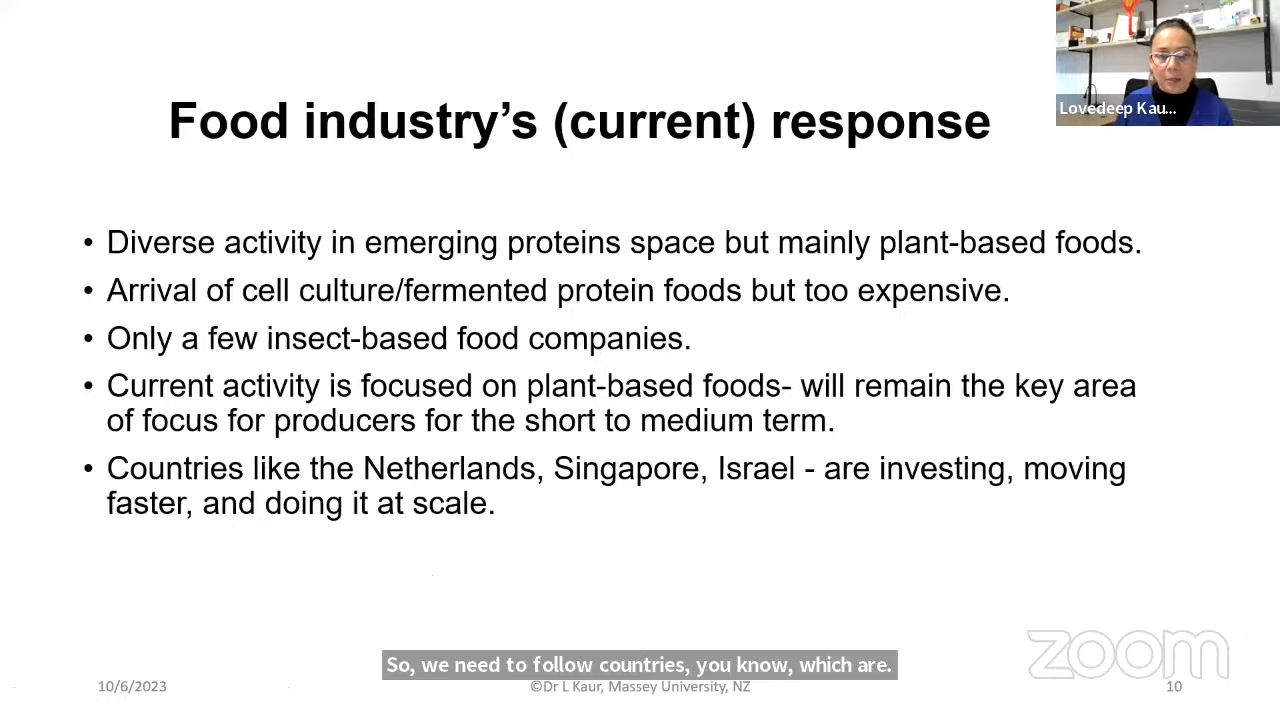 Lovedeep Kau...
Food industry's (current) response
• Diverse activity in emerging proteins space but mainly plant-based foods.
• Arrival of cell culture/fermented protein foods but too expensive.
• Only a few insect-based food companies.
• Current activity is focused on plant-based foods- will remain the key area
of focus for producers for the short to medium term.
• Countries like the Netherlands, Singapore, Israel - are investing, moving
faster, and doing it at scale.
zoom
So, we need to follow countries, you know, which are.
10/6/2023
©Dr L Kaur, Massey University, NZ
10